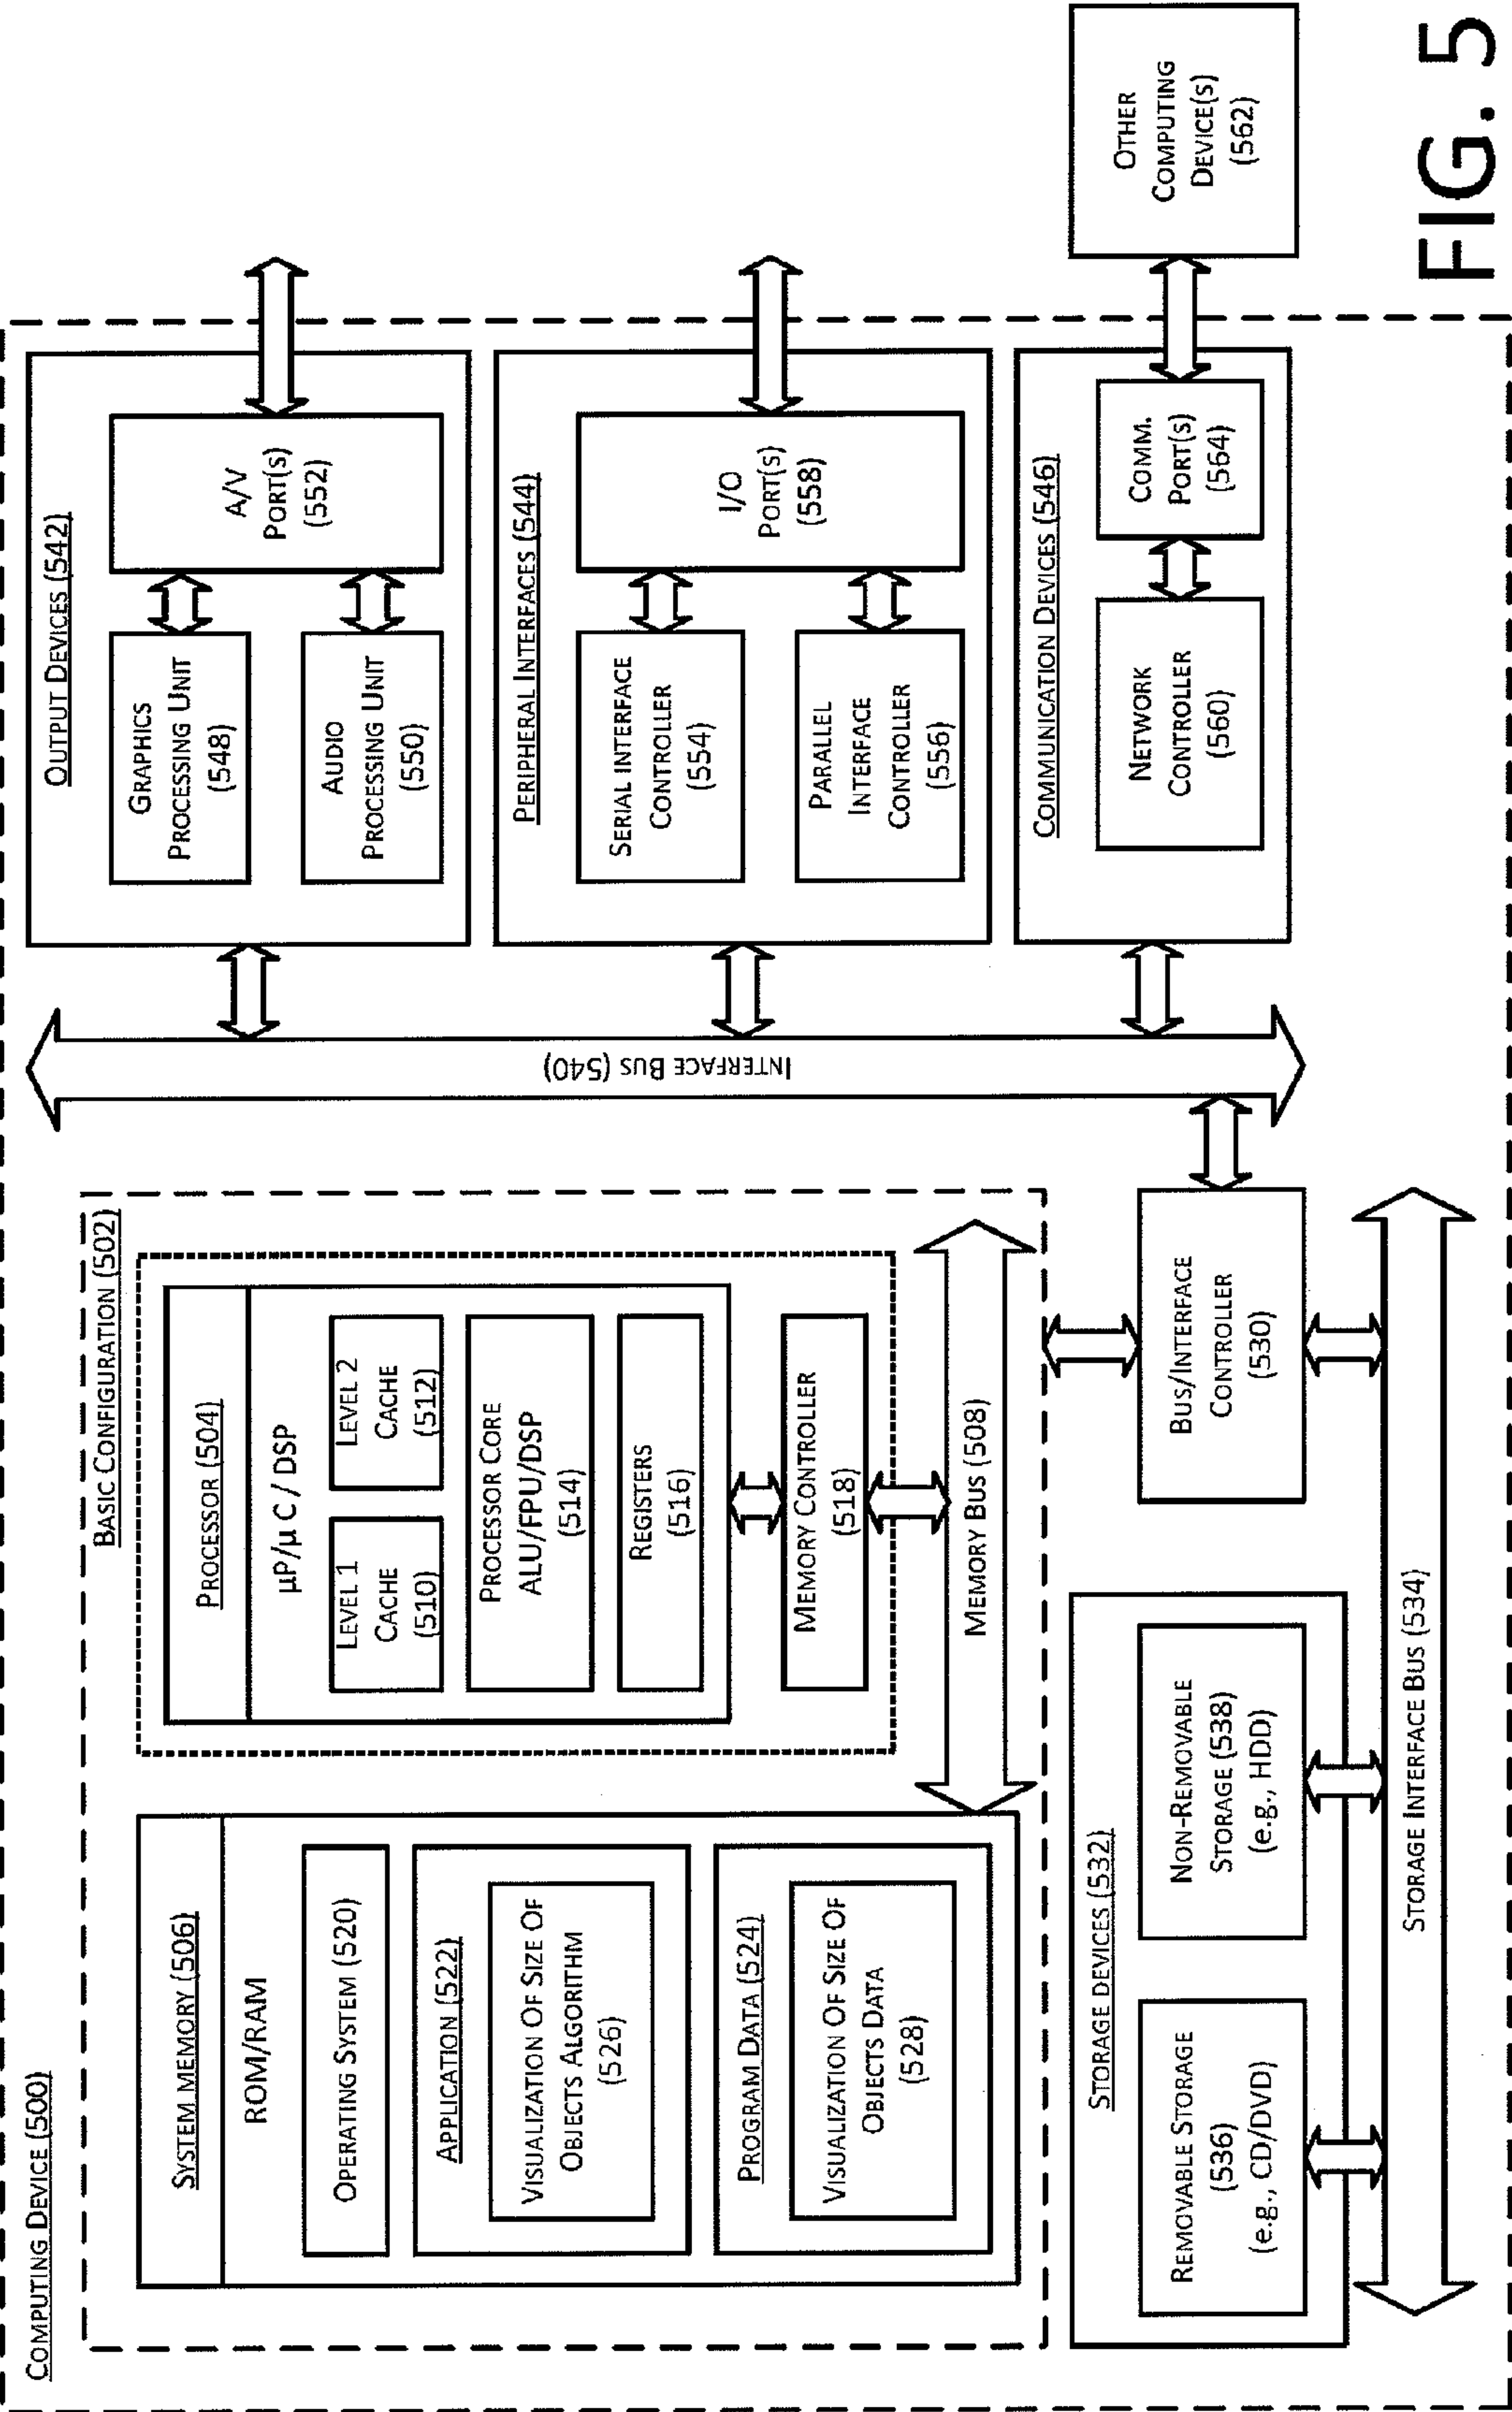 COMPUTING DEVICE (500)
BASIC CONFIGURATION (502)
SYSTEM MEMORY (506)
ROM/RAM
OPERATING SYSTEM (520)
APPLICATION (522)
VISUALIZATION OF SIZE OF
OBJECTS ALGORITHM
(526)
PROGRAM DATA (524)
VISUALIZATION OF SIZE OF
OBJECTS DATA
(528)
PROCESSOR (504)
µP/µC / DSP
LEVEL 1
CACHE
(510)
LEVEL 2
CACHE
(512)
PROCESSOR CORE
ALU/FPU/DSP
(514)
REGISTERS
(516)
MEMORY CONTROLLER
(518)
MEMORY BUS (508)
STORAGE DEVICES (532)
REMOVABLE STORAGE
(536)
(e.g., CD/DVD)
NON-REMOVABLE
STORAGE (538)
(e.g., HDD)
BUS/INTERFACE
CONTROLLER
(530)
STORAGE INTERFACE BUS (534)
INTERFACE BUS (540)
OUTPUT DEVICES (542)
GRAPHICS
PROCESSING UNIT
(548)
AUDIO
PROCESSING UNIT
(550)
A/V
PORT(S)
(552)
PERIPHERAL INTERFACES (544)
SERIAL INTERFACE
CONTROLLER
(554)
PARALLEL
INTERFACE
CONTROLLER
(556)
I/O
PORT(S)
(558)
COMMUNICATION DEVICES (546)
NETWORK
CONTROLLER
(560)
COMM.
PORT(S)
(564)
OTHER
COMPUTING
DEVICE(S)
(562)
FIG. 5